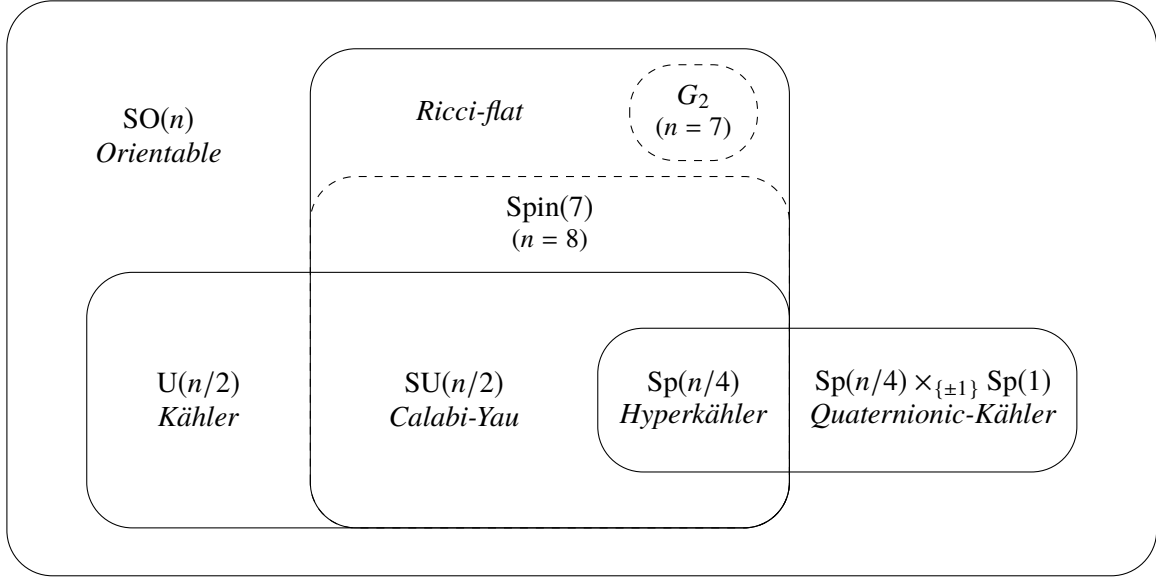 SO(n)
Orientable
Ricci-flat
G₂
(n = 7)
Spin(7)
(n = 8)
U(n/2)
Kähler
SU(n/2)
Calabi-Yau
Sp(n/4)
Hyperkähler
Sp(n/4) ×_{±1} Sp(1)
Quaternionic-Kähler